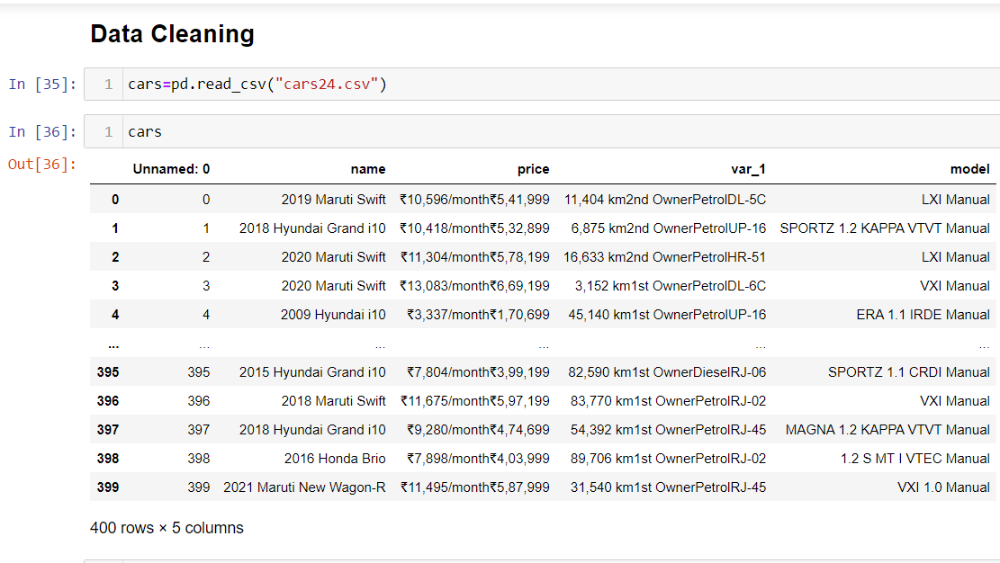 Data Cleaning
In [35]: 1 cars=pd.read_csv("cars24.csv")
In [36]: 1 cars
Out[36]:
Unnamed: 0 name price var_1 model
0 0 2019 Maruti Swift ₹10,596/month₹5,41,999 11,404 km2nd OwnerPetrolDL-5C LXI Manual
1 1 2018 Hyundai Grand i10 ₹10,418/month₹5,32,899 6,875 km2nd OwnerPetrolUP-16 SPORTZ 1.2 KAPPA VTVT Manual
2 2 2020 Maruti Swift ₹11,304/month₹5,78,199 16,633 km2nd OwnerPetrolHR-51 LXI Manual
3 3 2020 Maruti Swift ₹13,083/month₹6,69,199 3,152 km1st OwnerPetrolDL-6C VXI Manual
4 4 2009 Hyundai i10 ₹3,337/month₹1,70,699 45,140 km1st OwnerPetrolUP-16 ERA 1.1 IRDE Manual
... ... ... ... ... ...
395 395 2015 Hyundai Grand i10 ₹7,804/month₹3,99,199 82,590 km1st OwnerDieselRJ-06 SPORTZ 1.1 CRDI Manual
396 396 2018 Maruti Swift ₹11,675/month₹5,97,199 83,770 km1st OwnerPetrolRJ-02 VXI Manual
397 397 2018 Hyundai Grand i10 ₹9,280/month₹4,74,699 54,392 km1st OwnerPetrolRJ-45 MAGNA 1.2 KAPPA VTVT Manual
398 398 2016 Honda Brio ₹7,898/month₹4,03,999 89,706 km1st OwnerPetrolRJ-02 1.2 S MT I VTEC Manual
399 399 2021 Maruti New Wagon-R ₹11,495/month₹5,87,999 31,540 km1st OwnerPetrolRJ-45 VXI 1.0 Manual
400 rows × 5 columns